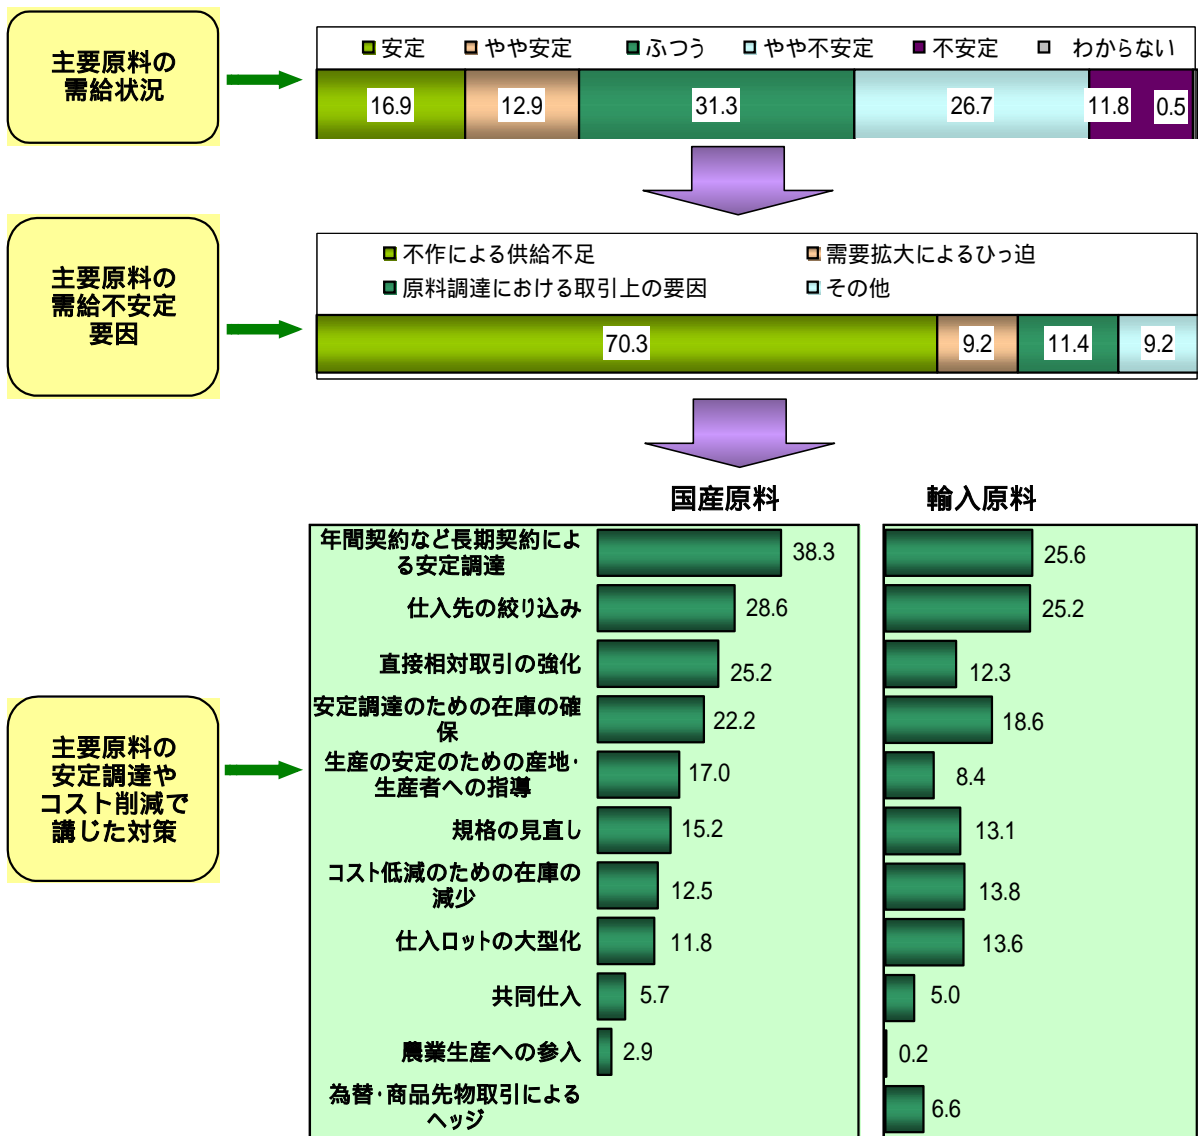 主要原料の
需給状況
安定 やや安定 ふつう やや不安定 不安定 わからない
16.9 12.9 31.3 26.7 11.8 0.5
主要原料の
需給不安定
要因
不作による供給不足 需要拡大によるひっ迫
原料調達における取引上の要因 その他
70.3 9.2 11.4 9.2
国産原料 輸入原料
主要原料の
安定調達や
コスト削減で
講じた対策
年間契約など長期契約によ
る安定調達
38.3 25.6
仕入先の絞り込み 28.6 25.2
直接相対取引の強化 25.2 12.3
安定調達のための在庫の確
保
22.2 18.6
生産の安定のための産地・
生産者への指導
17.0 8.4
規格の見直し 15.2 13.1
コスト低減のための在庫の
減少
12.5 13.8
仕入ロットの大型化 11.8 13.6
共同仕入 5.7 5.0
農業生産への参入 2.9 0.2
為替・商品先物取引による
ヘッジ
6.6